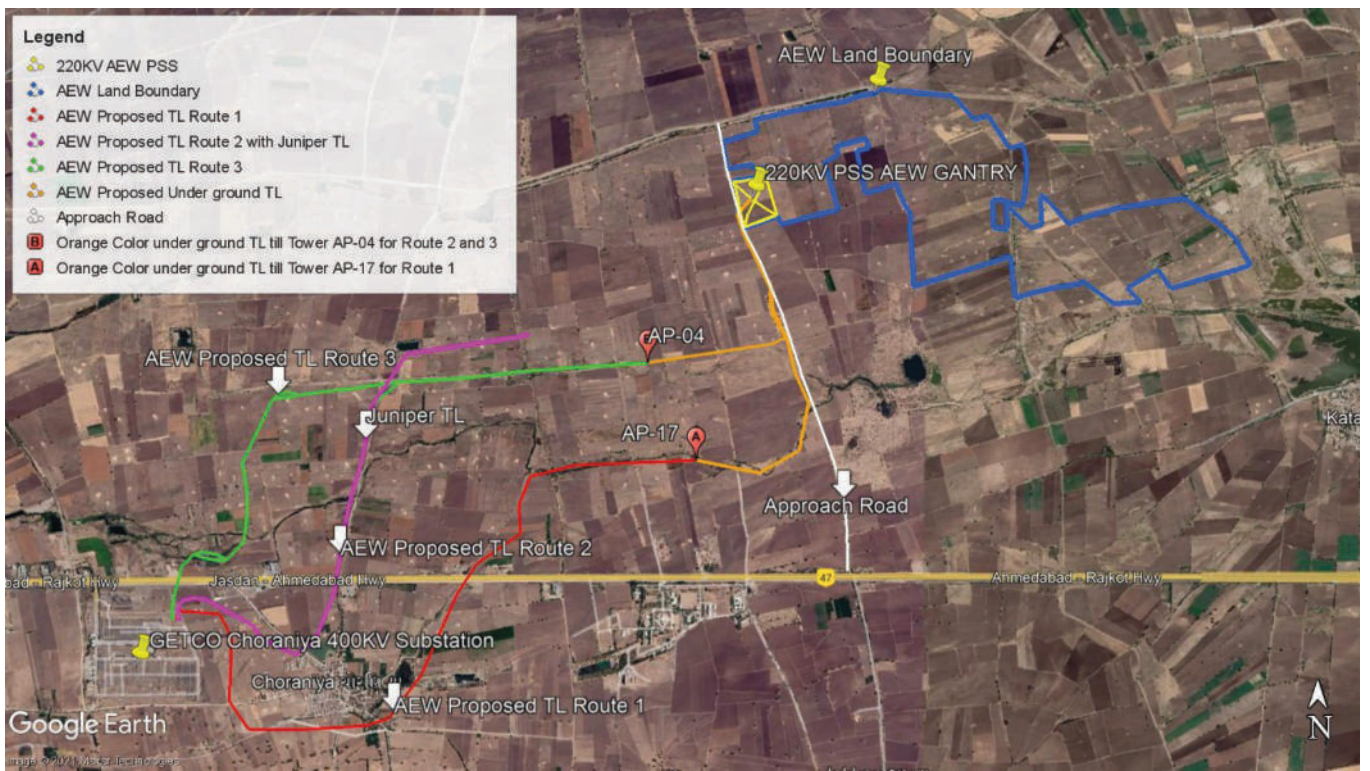 Legend
220KV AEW PSS
AEW Land Boundary
AEW Proposed TL Route 1
AEW Proposed TL Route 2 with Juniper TL
AEW Proposed TL Route 3
AEW Proposed Under ground TL
Approach Road
B Orange Color under ground TL till Tower AP-04 for Route 2 and 3
A Orange Color under ground TL till Tower AP-17 for Route 1
AEW Land Boundary
220KV PSS AEW GANTRY
AP-04
AEW Proposed TL Route 3
Juniper TL
AP-17
A
Kata
Approach Road
AEW Proposed TL Route 2
bad - Rajkot Hwy
Jasdan - Ahmedabad Hwy
47
Ahmedabad - Rajkot Hwy
GETCO Choraniya 400KV Substation
Choraniya
AEW Proposed TL Route 1
Google Earth
N